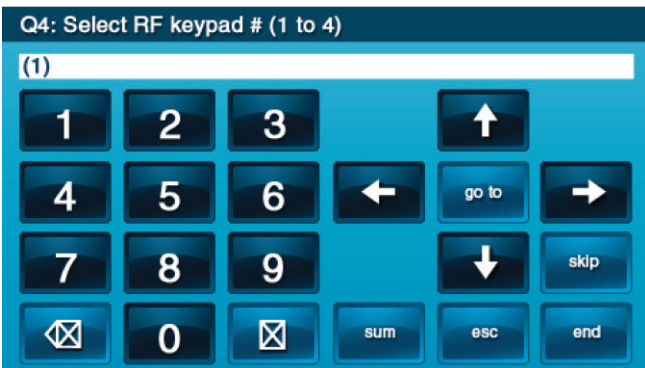 Q4: Select RF keypad # (1 to 4)
(1)
1 2 3
4 5 6 go to
7 8 9 skip
0 sum esc end